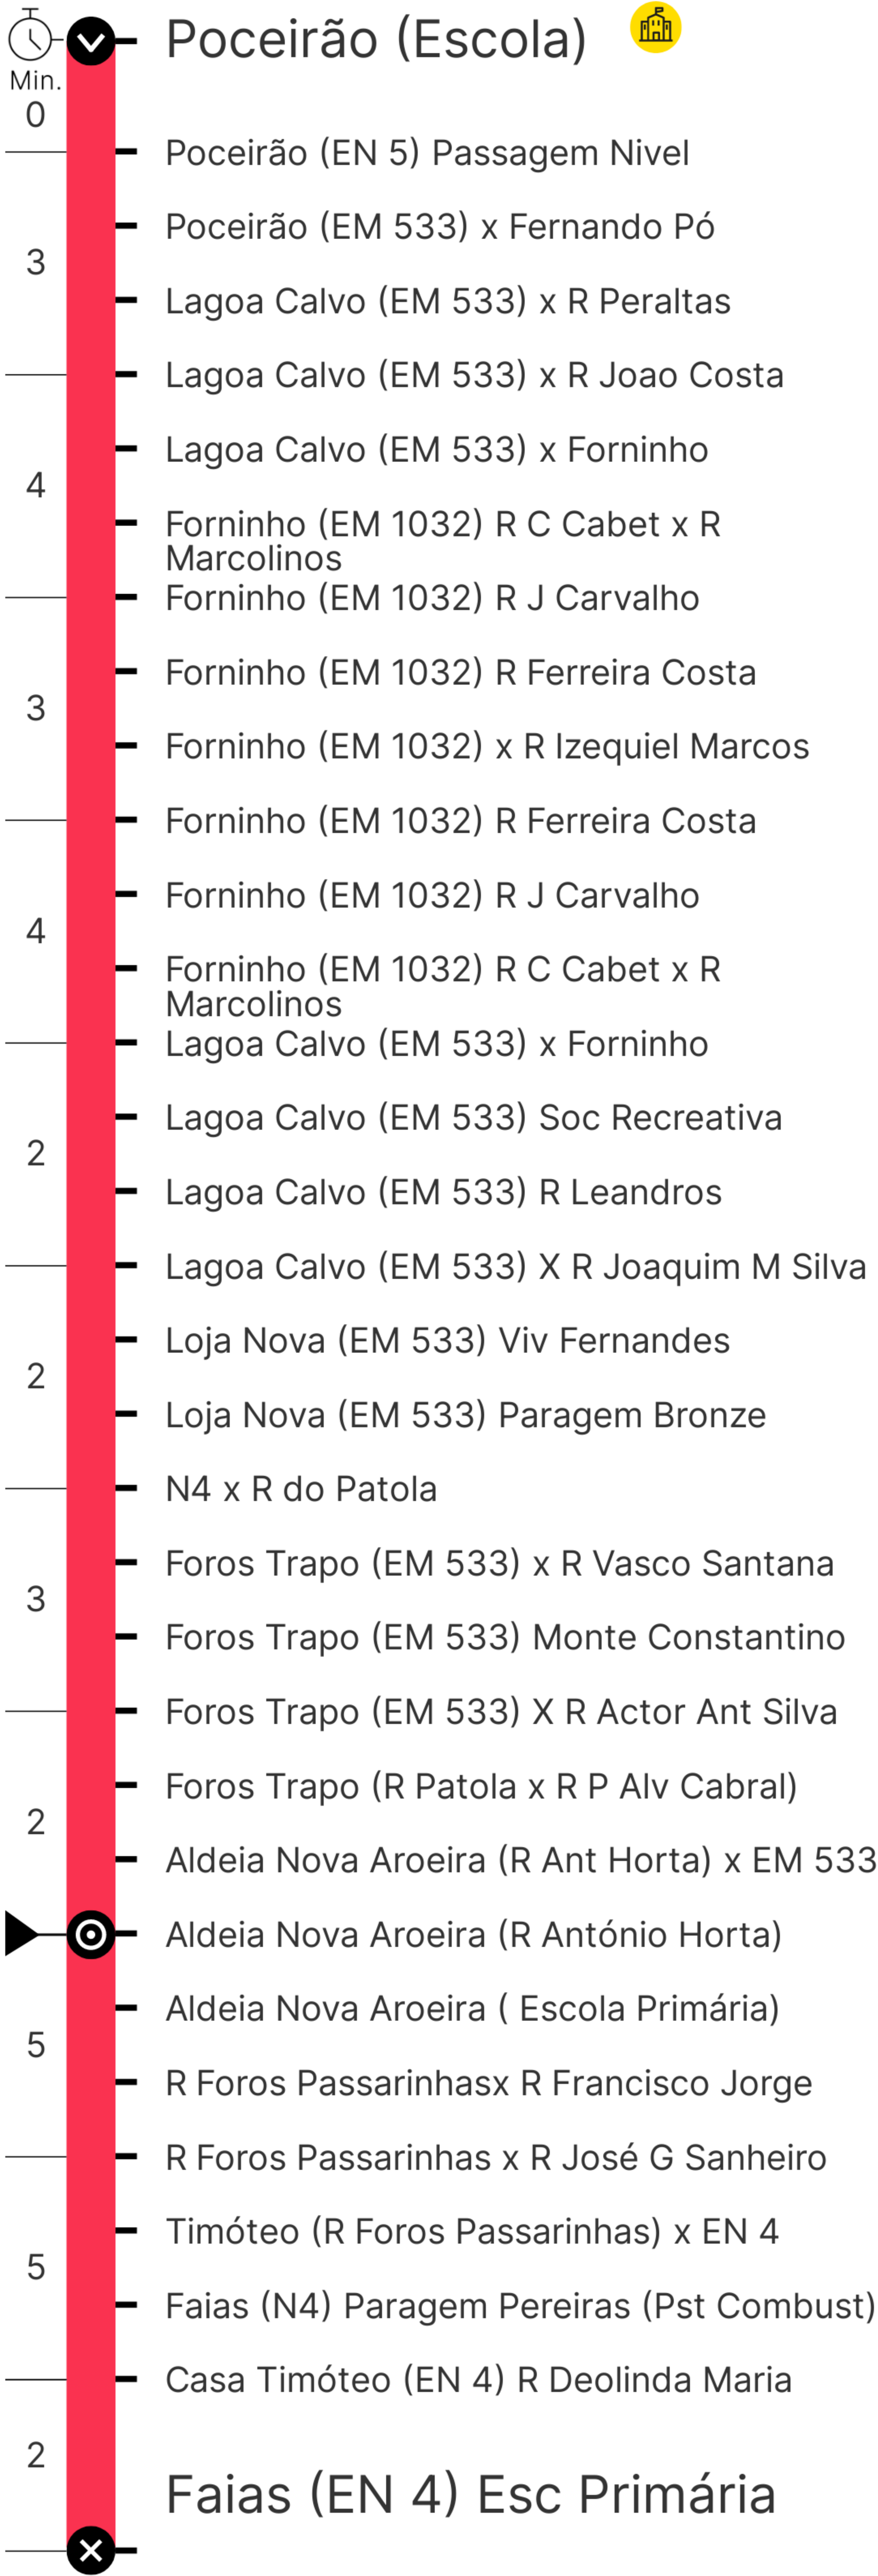 Poceirão (Escola)
Min.
0
Poceirão (EN 5) Passagem Nivel
Poceirão (EM 533) x Fernando Pó
3
Lagoa Calvo (EM 533) x R Peraltas
Lagoa Calvo (EM 533) x R Joao Costa
Lagoa Calvo (EM 533) x Forninho
4
Forninho (EM 1032) R C Cabet x R
Marcolinos
Forninho (EM 1032) R J Carvalho
Forninho (EM 1032) R Ferreira Costa
3
Forninho (EM 1032) x R Izequiel Marcos
Forninho (EM 1032) R Ferreira Costa
Forninho (EM 1032) R J Carvalho
4
Forninho (EM 1032) R C Cabet x R
Marcolinos
Lagoa Calvo (EM 533) x Forninho
Lagoa Calvo (EM 533) Soc Recreativa
2
Lagoa Calvo (EM 533) R Leandros
Lagoa Calvo (EM 533) X R Joaquim M Silva
Loja Nova (EM 533) Viv Fernandes
2
Loja Nova (EM 533) Paragem Bronze
N4 x R do Patola
Foros Trapo (EM 533) x R Vasco Santana
3
Foros Trapo (EM 533) Monte Constantino
Foros Trapo (EM 533) X R Actor Ant Silva
Foros Trapo (R Patola x R P Alv Cabral)
2
Aldeia Nova Aroeira (R Ant Horta) x EM 533
Aldeia Nova Aroeira (R António Horta)
Aldeia Nova Aroeira ( Escola Primária)
5
R Foros Passarinhasx R Francisco Jorge
R Foros Passarinhas x R José G Sanheiro
Timóteo (R Foros Passarinhas) x EN 4
5
Faias (N4) Paragem Pereiras (Pst Combust)
Casa Timóteo (EN 4) R Deolinda Maria
2
Faias (EN 4) Esc Primária